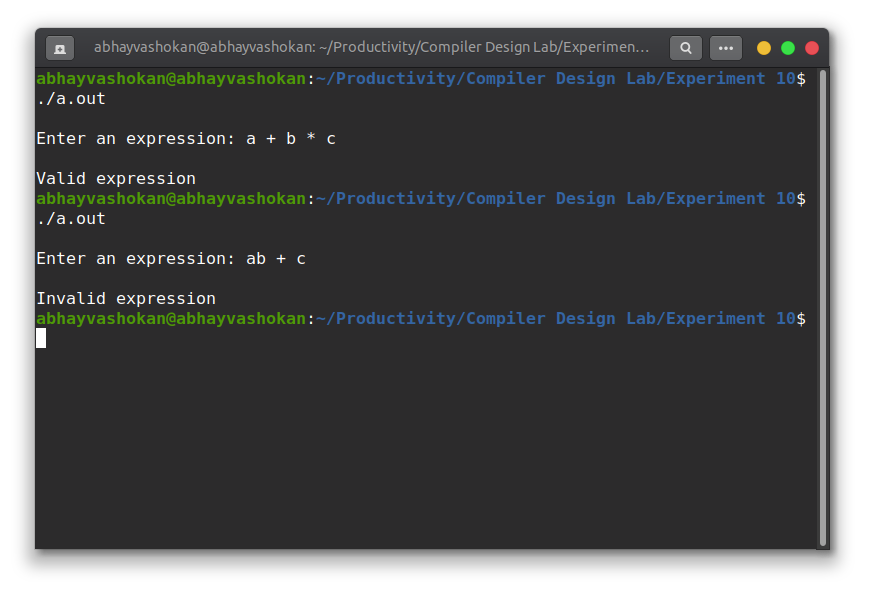 abhayvashokan@abhayvashokan: ~/Productivity/Compiler Design Lab/Experimen...
abhayvashokan@abhayvashokan:~/Productivity/Compiler Design Lab/Experiment 10$
./a.out
Enter an expression: a + b * c
Valid expression
abhayvashokan@abhayvashokan:~/Productivity/Compiler Design Lab/Experiment 10$
./a.out
Enter an expression: ab + c
Invalid expression
abhayvashokan@abhayvashokan:~/Productivity/Compiler Design Lab/Experiment 10$